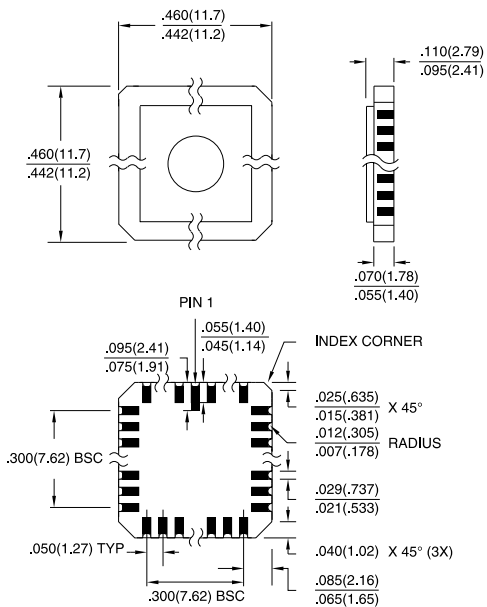 .460(11.7)
.442(11.2)
.110(2.79)
.095(2.41)
.460(11.7)
.442(11.2)
.070(1.78)
.055(1.40)
PIN 1
.055(1.40)
.045(1.14)
INDEX CORNER
.095(2.41)
.075(1.91)
.025(.635)
.015(.381)
X 45°
.012(.305)
.007(.178)
RADIUS
.300(7.62) BSC
.029(.737)
.021(.533)
.050(1.27) TYP
.040(1.02) X 45° (3X)
.300(7.62) BSC
.085(2.16)
.065(1.65)